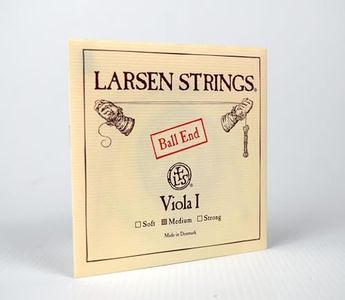 LARSEN STRINGS®
Ball End
Viola I
Soft Medium Strong
Made in Denmark